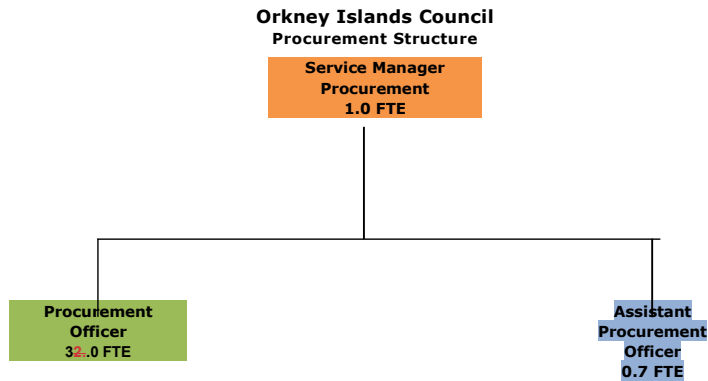 Orkney Islands Council
Procurement Structure
Service Manager
Procurement
1.0 FTE
Procurement
Officer
32..0 FTE
Assistant
Procurement
Officer
0.7 FTE